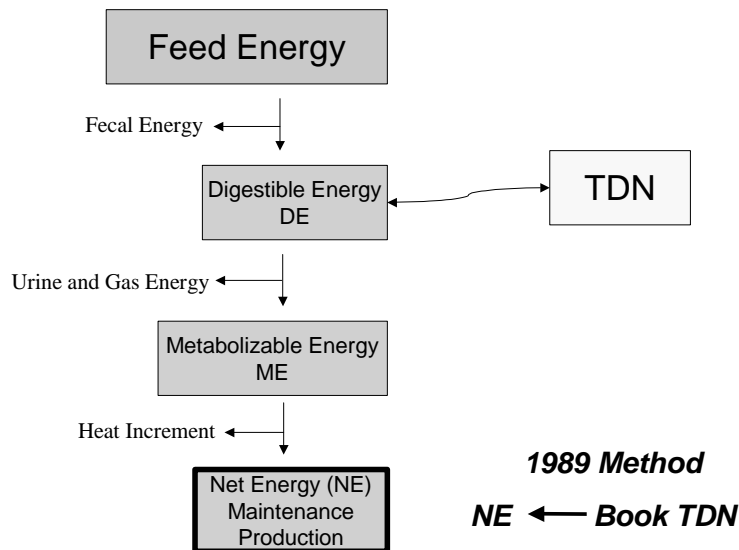 Feed Energy
Fecal Energy
Digestible Energy
DE
TDN
Urine and Gas Energy
Metabolizable Energy
ME
Heat Increment
Net Energy (NE)
Maintenance
Production
1989 Method
NE Book TDN